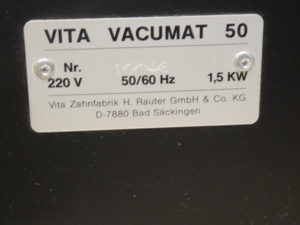 VITA VACUMAT 50
Nr.
220 V 50/60 Hz 1,5 KW
Vita Zahnfabrik H. Rauter GmbH & Co. KG
D-7880 Bad Säckingen